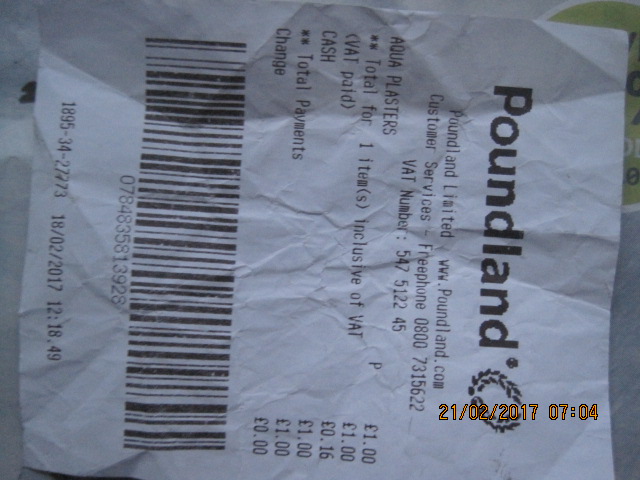 Poundland®
Poundland Limited www.Poundland.com
Customer Services - Freephone 0800 7315622
VAT Number: 547 5122 45
AQUA PLASTERS P £1.00
** Total for 1 item(s) inclusive of VAT £1.00
(VAT paid) £0.16
CASH £1.00
** Total Payments £1.00
Change £0.00
0784835813928
1895-34-27273 18/02/2017 12:18.49
21/02/2017 07:04